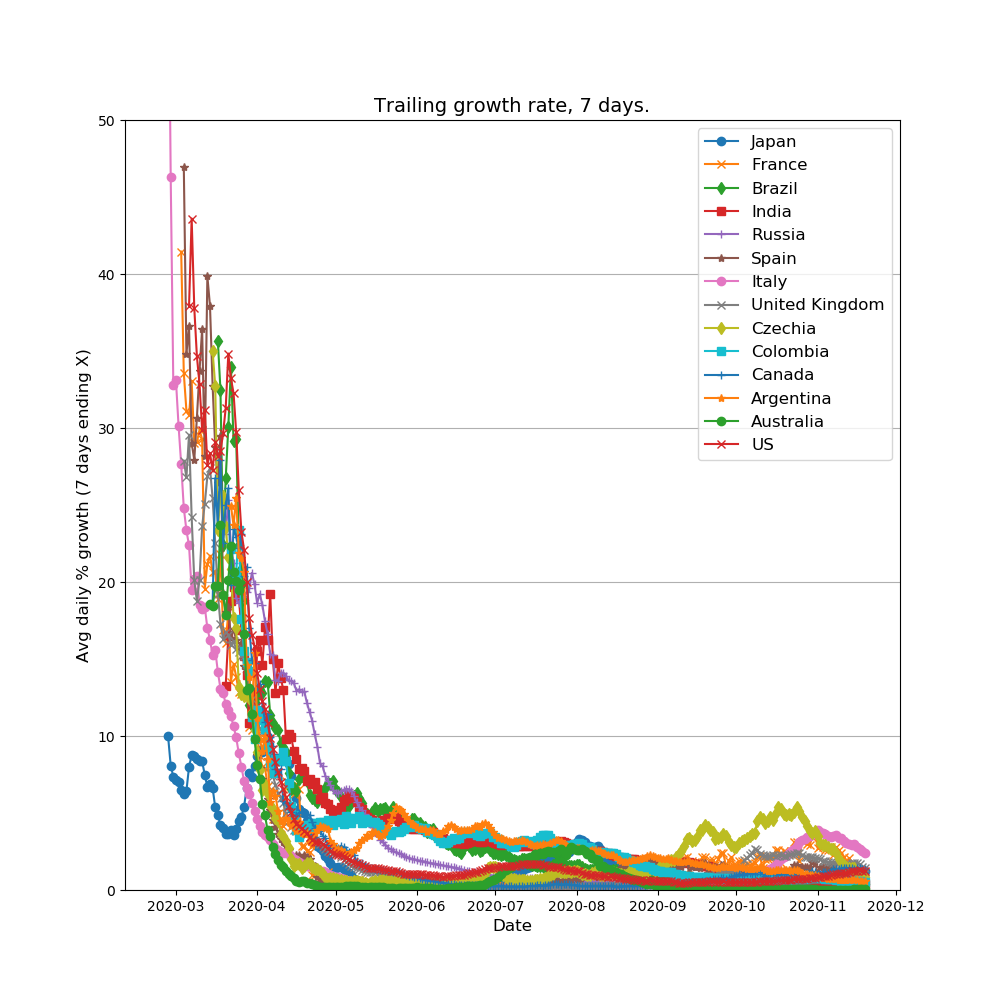 Trailing growth rate, 7 days.
50
40
30
20
10
0
Avg daily % growth (7 days ending X)
Japan
France
Brazil
India
Russia
Spain
Italy
United Kingdom
Czechia
Colombia
Canada
Argentina
Australia
US
2020-03 2020-04 2020-05 2020-06 2020-07 2020-08 2020-09 2020-10 2020-11 2020-12
Date